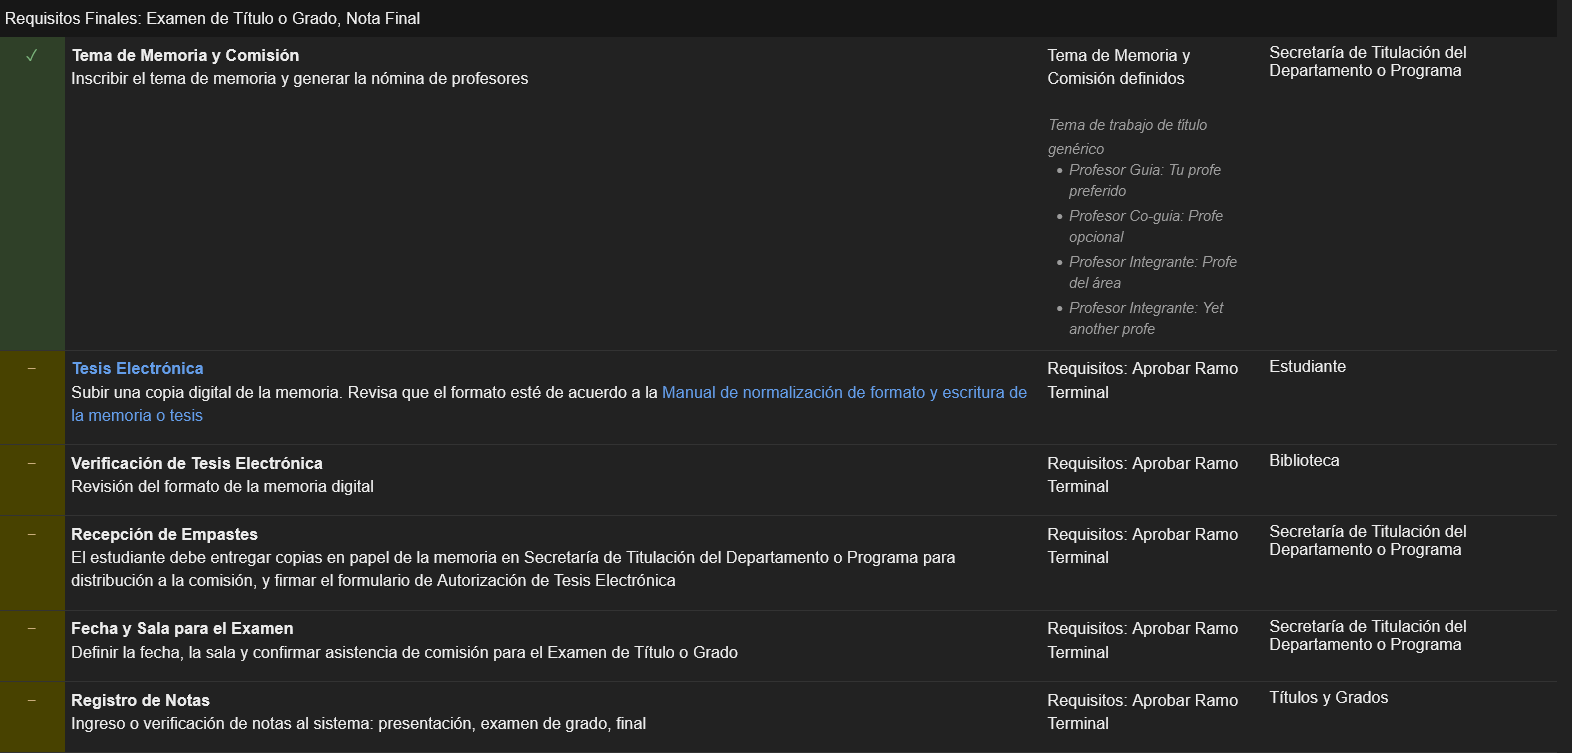 Requisitos Finales: Examen de Título o Grado, Nota Final
✓
Tema de Memoria y Comisión
Inscribir el tema de memoria y generar la nómina de profesores
Tema de Memoria y
Comisión definidos
Tema de trabajo de título
genérico
• Profesor Guia: Tu profe
preferido
• Profesor Co-guia: Profe
opcional
• Profesor Integrante: Profe
del área
• Profesor Integrante: Yet
another profe
Secretaría de Titulación del
Departamento o Programa
–
Tesis Electrónica
Subir una copia digital de la memoria. Revisa que el formato esté de acuerdo a la Manual de normalización de formato y escritura de
la memoria o tesis
Requisitos: Aprobar Ramo
Terminal
Estudiante
–
Verificación de Tesis Electrónica
Revisión del formato de la memoria digital
Requisitos: Aprobar Ramo
Terminal
Biblioteca
–
Recepción de Empastes
El estudiante debe entregar copias en papel de la memoria en Secretaría de Titulación del Departamento o Programa para
distribución a la comisión, y firmar el formulario de Autorización de Tesis Electrónica
Requisitos: Aprobar Ramo
Terminal
Secretaría de Titulación del
Departamento o Programa
–
Fecha y Sala para el Examen
Definir la fecha, la sala y confirmar asistencia de comisión para el Examen de Título o Grado
Requisitos: Aprobar Ramo
Terminal
Secretaría de Titulación del
Departamento o Programa
–
Registro de Notas
Ingreso o verificación de notas al sistema: presentación, examen de grado, final
Requisitos: Aprobar Ramo
Terminal
Títulos y Grados